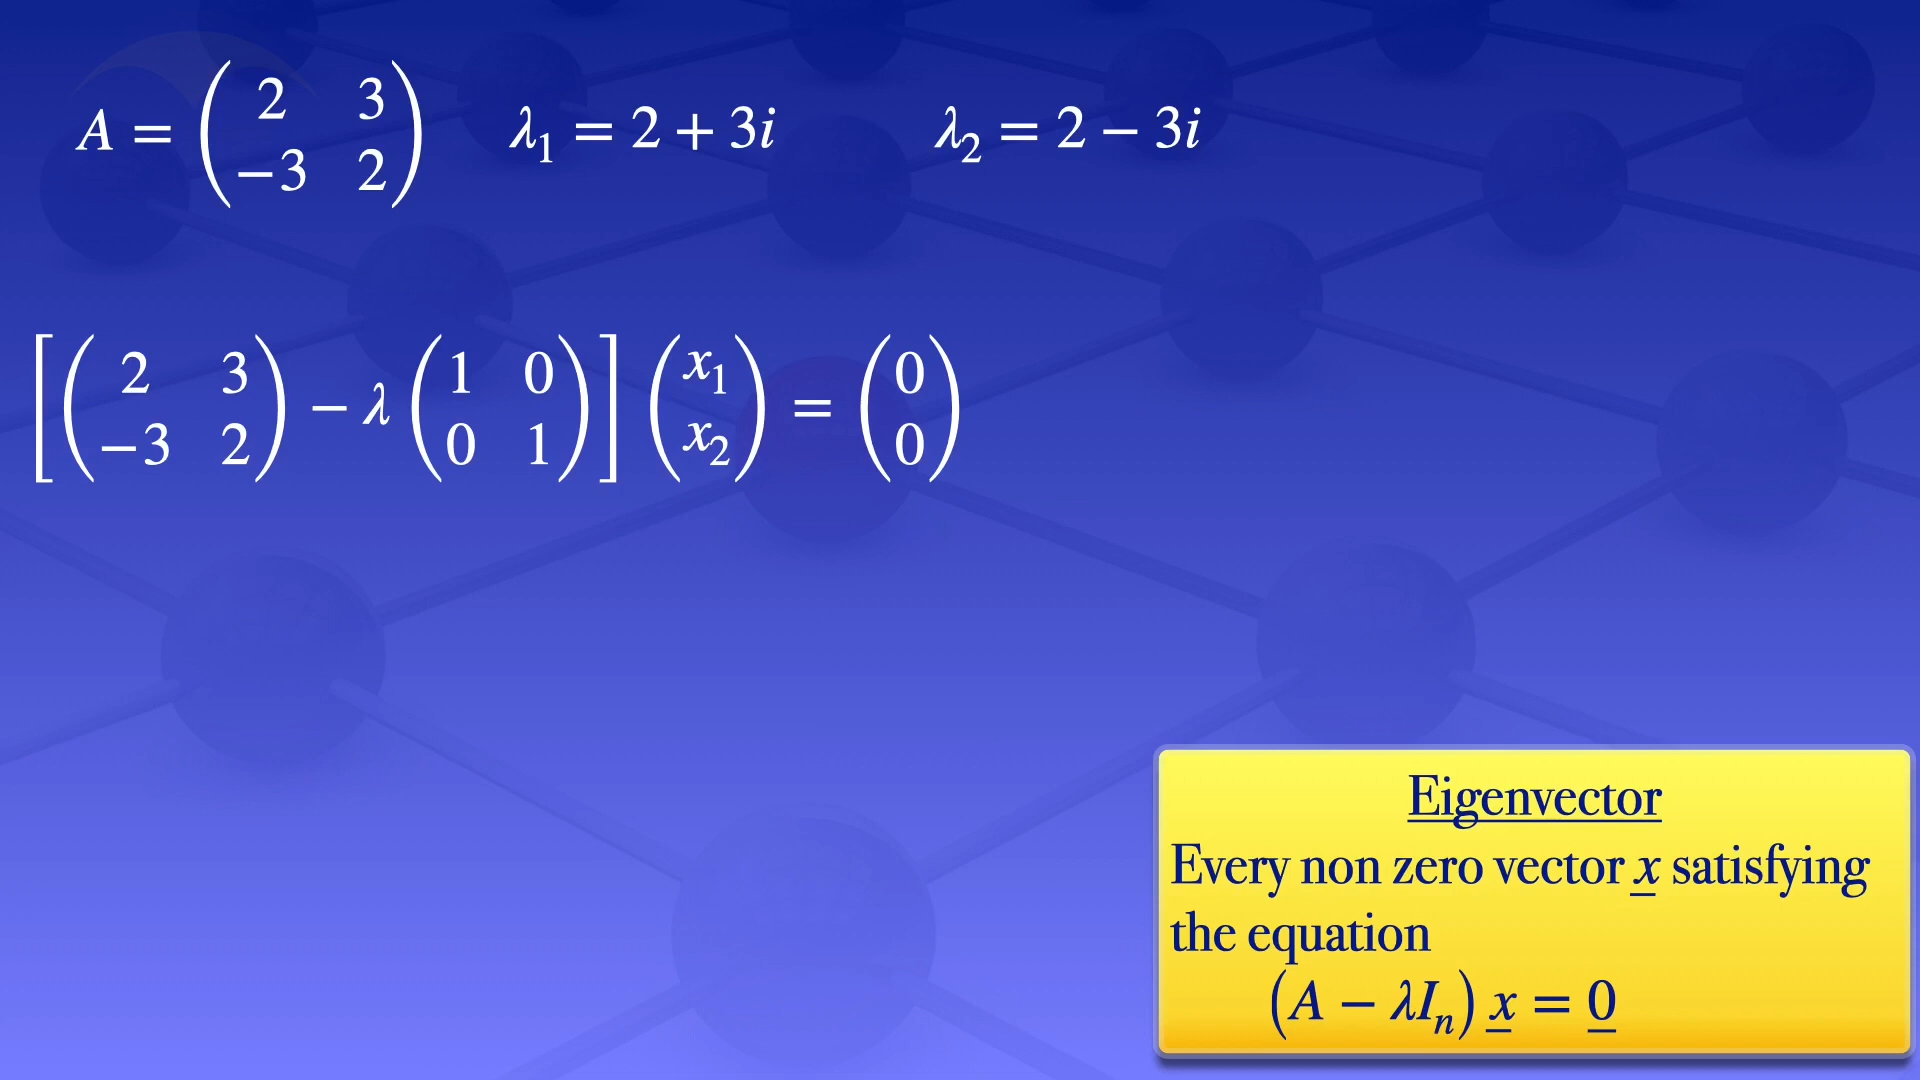 A = ( 2 3 −3 2 ) λ₁ = 2 + 3i λ₂ = 2 − 3i
[ ( 2 3 −3 2 ) − λ ( 1 0 0 1 ) ] ( x₁ x₂ ) = ( 0 0 )
Eigenvector
Every non zero vector x satisfying
the equation
(A − λIₙ) x = 0